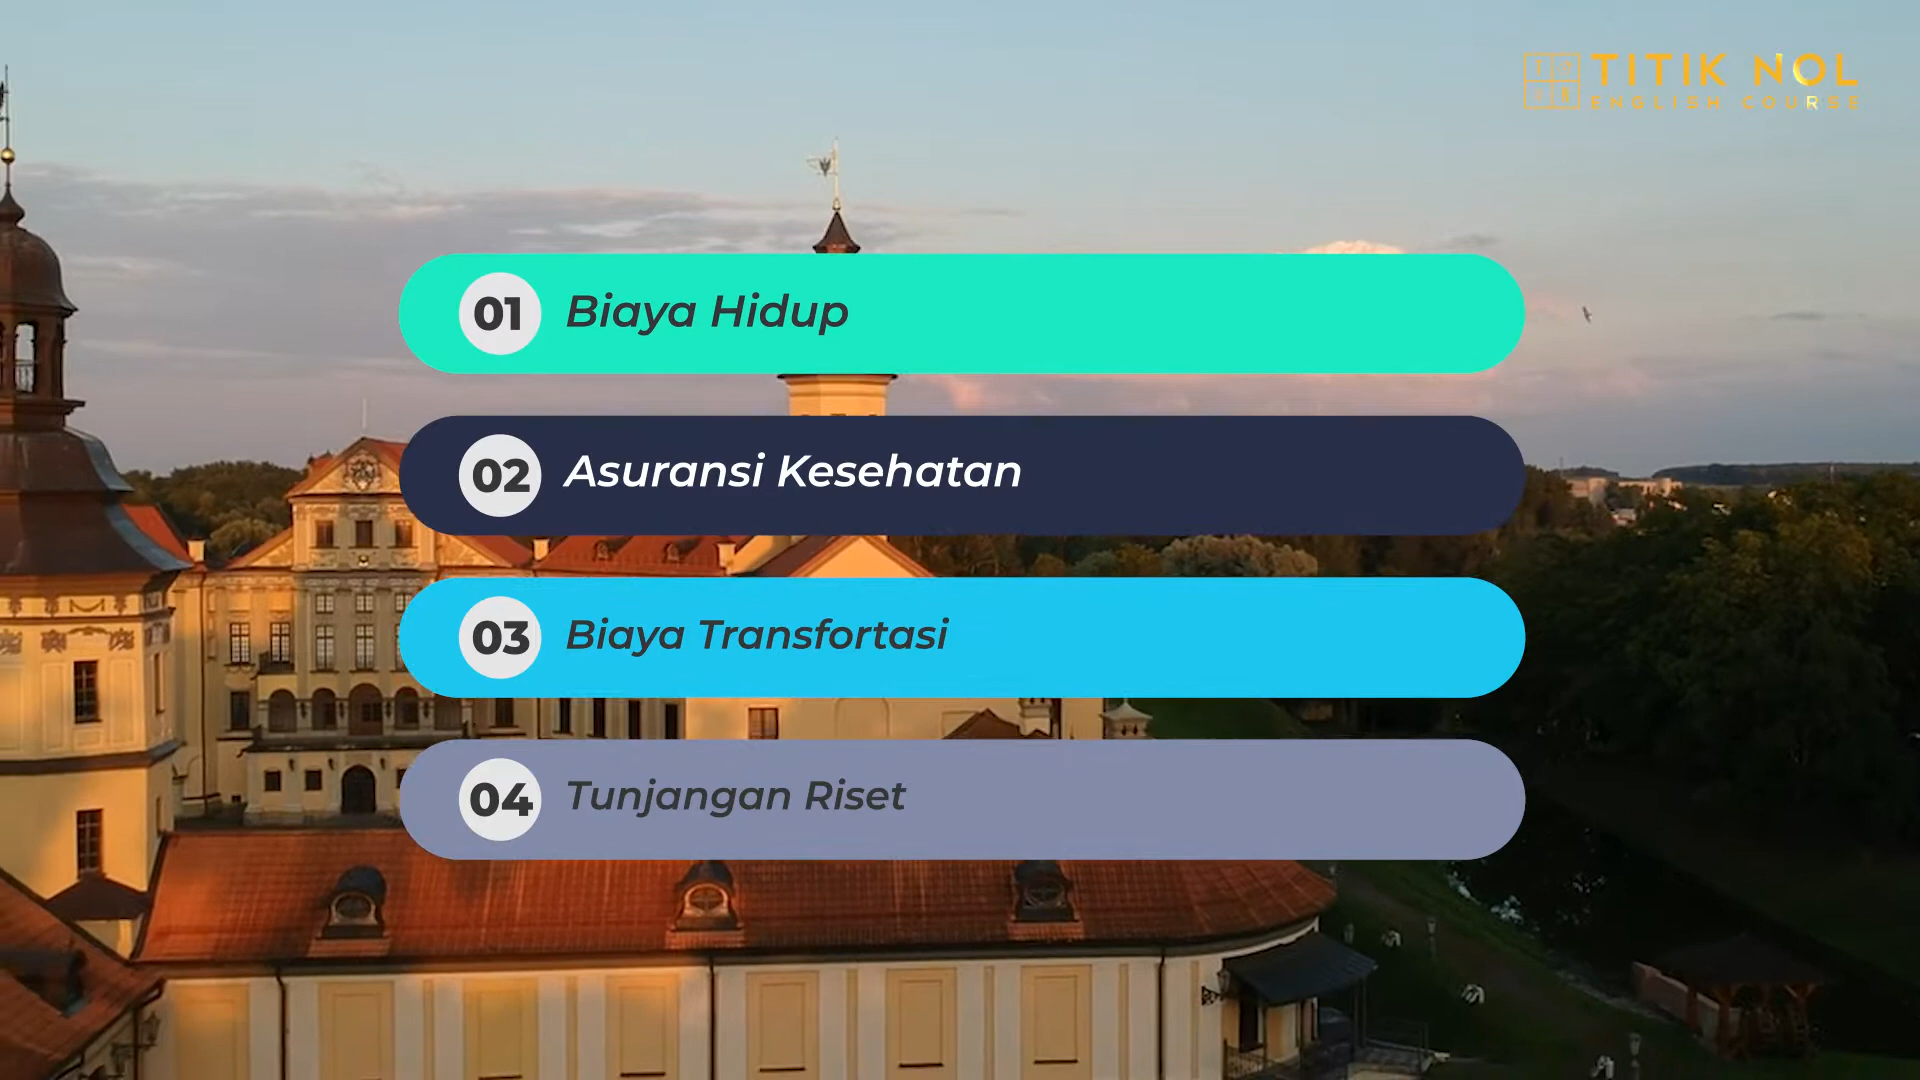 TITIK NOL
ENGLISH COURSE
01 Biaya Hidup
02 Asuransi Kesehatan
03 Biaya Transfortasi
04 Tunjangan Riset